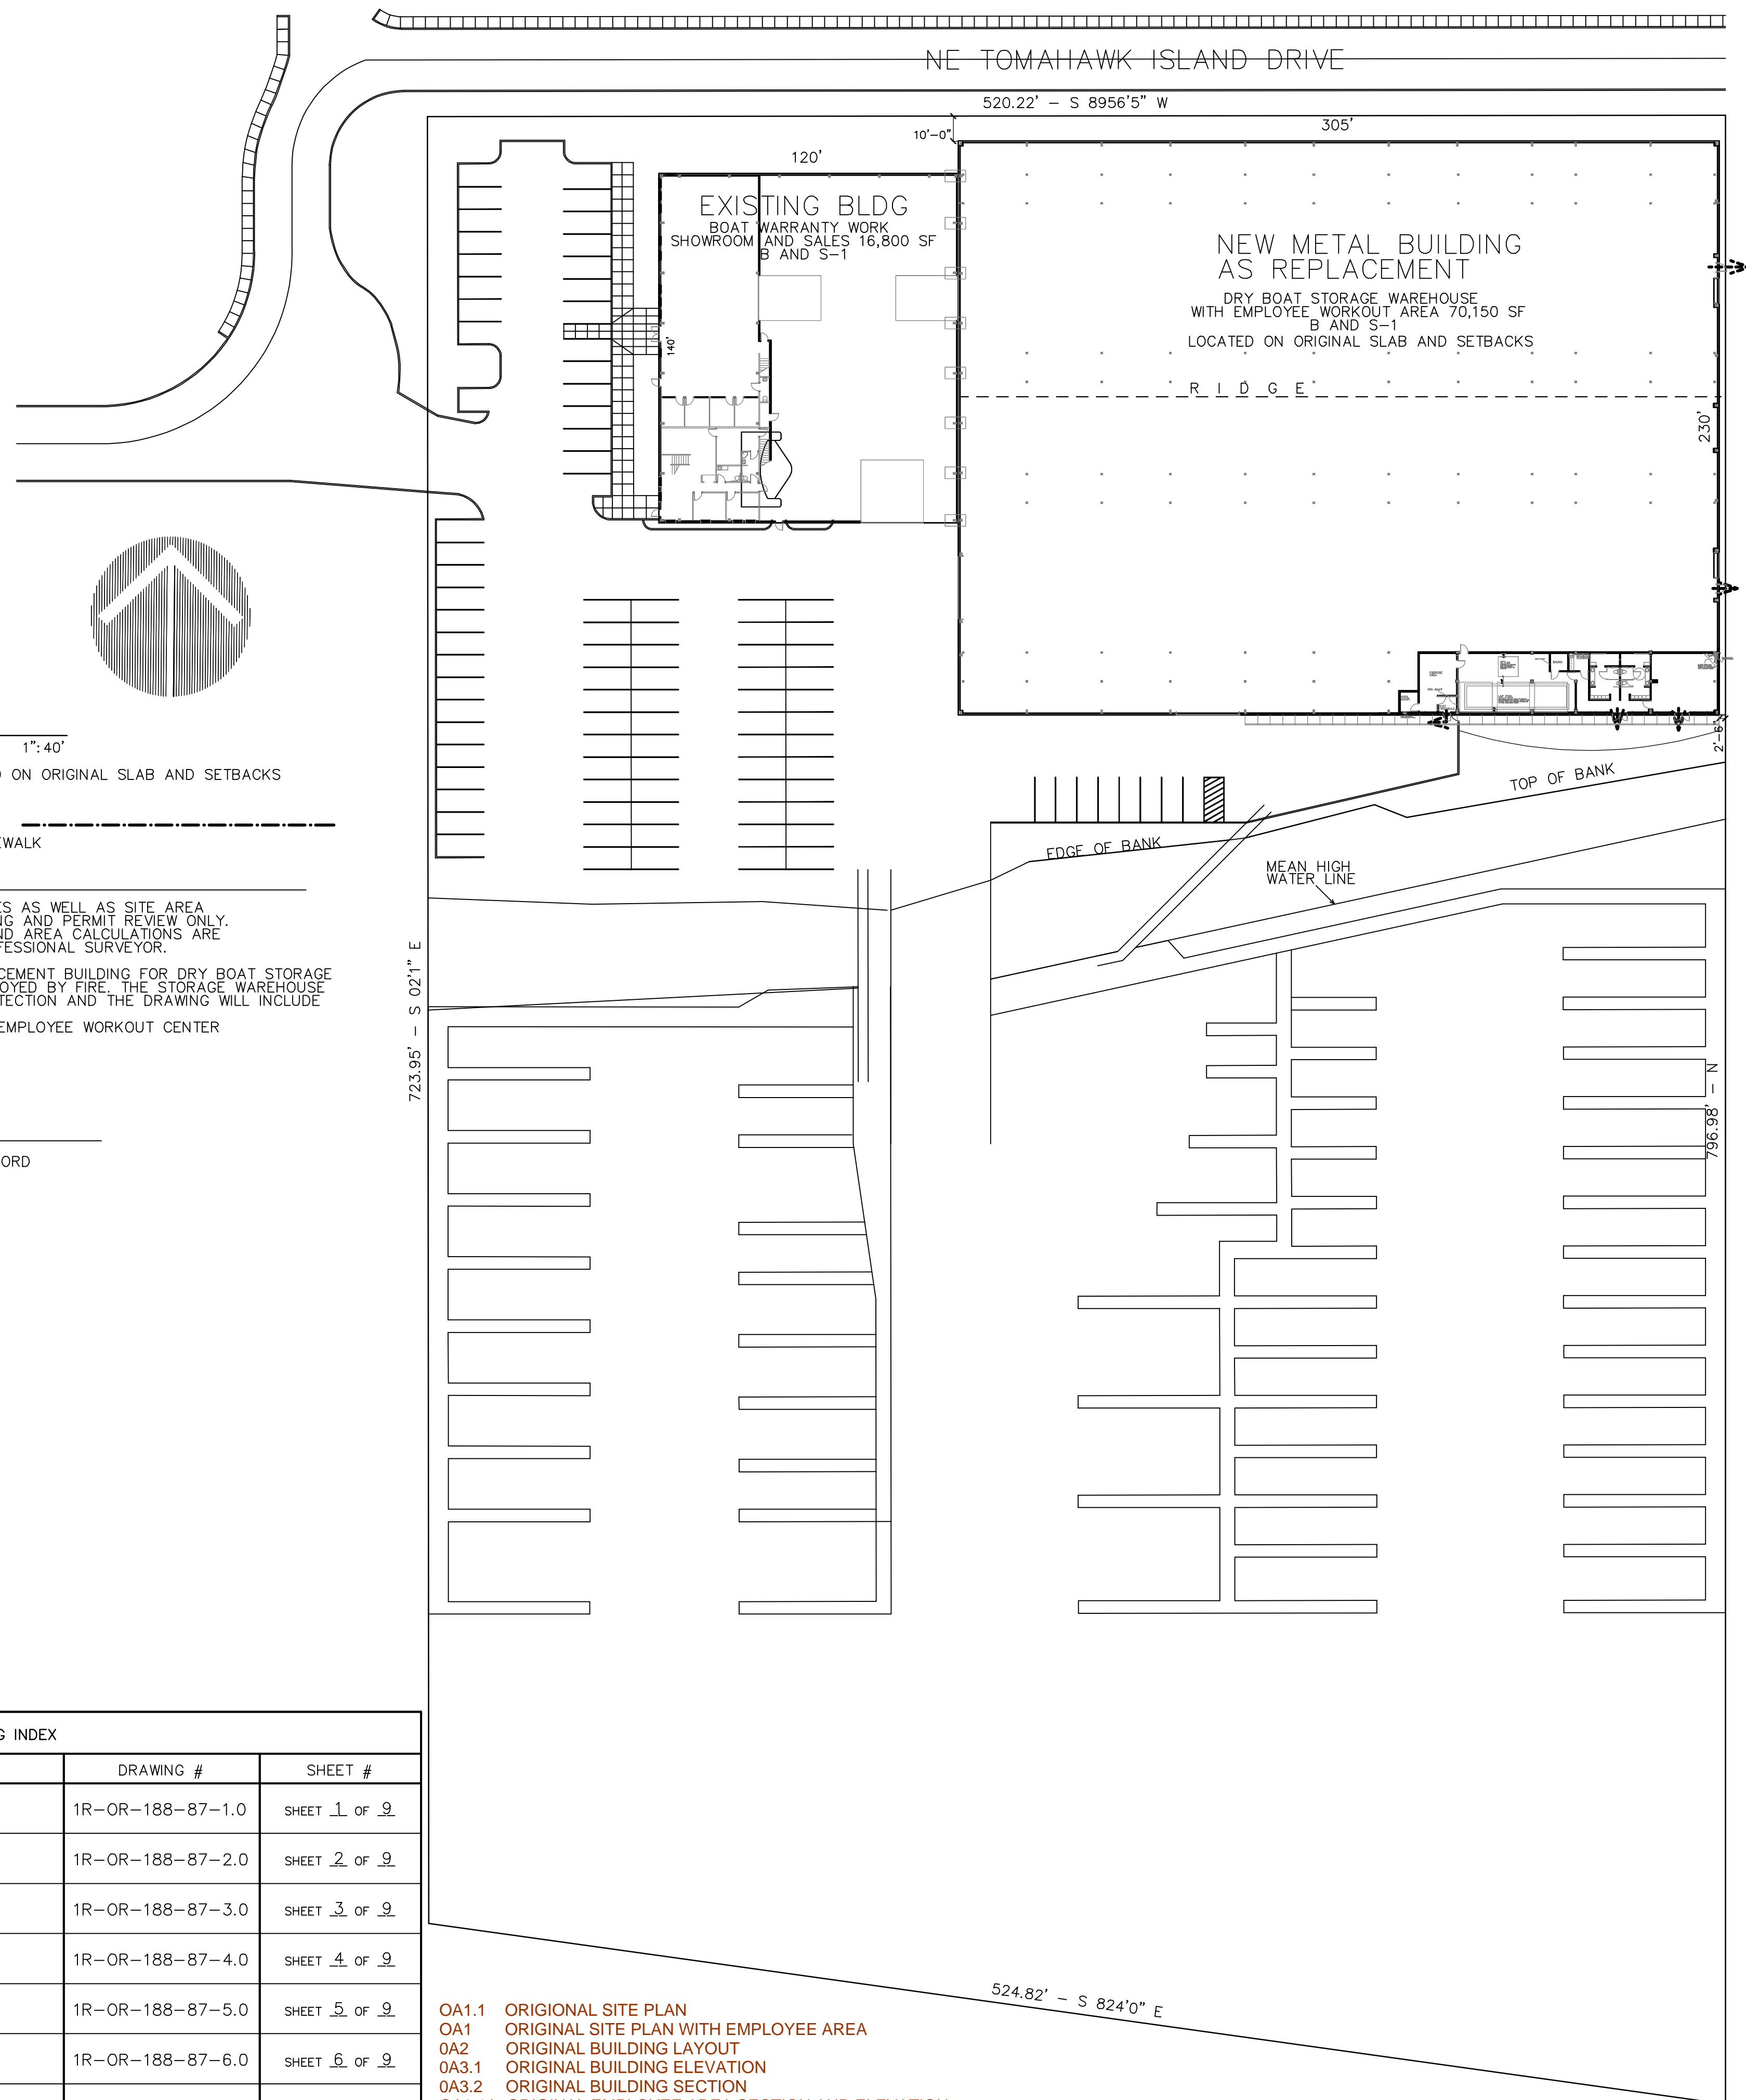 NE TOMAHAWK ISLAND DRIVE
520.22' – S 8956'5" W
10'–0"
305'
120'
EXISTING BLDG
BOAT WARRANTY WORK
SHOWROOM AND SALES 16,800 SF
B AND S–1
140'
NEW METAL BUILDING
AS REPLACEMENT
DRY BOAT STORAGE WAREHOUSE
WITH EMPLOYEE WORKOUT AREA 70,150 SF
B AND S–1
LOCATED ON ORIGINAL SLAB AND SETBACKS
R I D G E
230'
2'–6"
1":40'
ON ORIGINAL SLAB AND SETBACKS
TOP OF BANK
EDGE OF BANK
MEAN HIGH
WATER LINE
EWALK
ES AS WELL AS SITE AREA
NG AND PERMIT REVIEW ONLY.
ND AREA CALCULATIONS ARE
FESSIONAL SURVEYOR.
CEMENT BUILDING FOR DRY BOAT STORAGE
OYED BY FIRE. THE STORAGE WAREHOUSE
TECTION AND THE DRAWING WILL INCLUDE
EMPLOYEE WORKOUT CENTER
723.95' – S 02'1" E
796.98' – N
ORD
G INDEX
DRAWING # SHEET #
1R–OR–188–87–1.0 SHEET 1 OF 9
1R–OR–188–87–2.0 SHEET 2 OF 9
1R–OR–188–87–3.0 SHEET 3 OF 9
1R–OR–188–87–4.0 SHEET 4 OF 9
1R–OR–188–87–5.0 SHEET 5 OF 9
1R–OR–188–87–6.0 SHEET 6 OF 9
524.82' – S 824'0" E
OA1.1 ORIGIONAL SITE PLAN
OA1 ORIGINAL SITE PLAN WITH EMPLOYEE AREA
0A2 ORIGINAL BUILDING LAYOUT
0A3.1 ORIGINAL BUILDING ELEVATION
0A3.2 ORIGINAL BUILDING SECTION